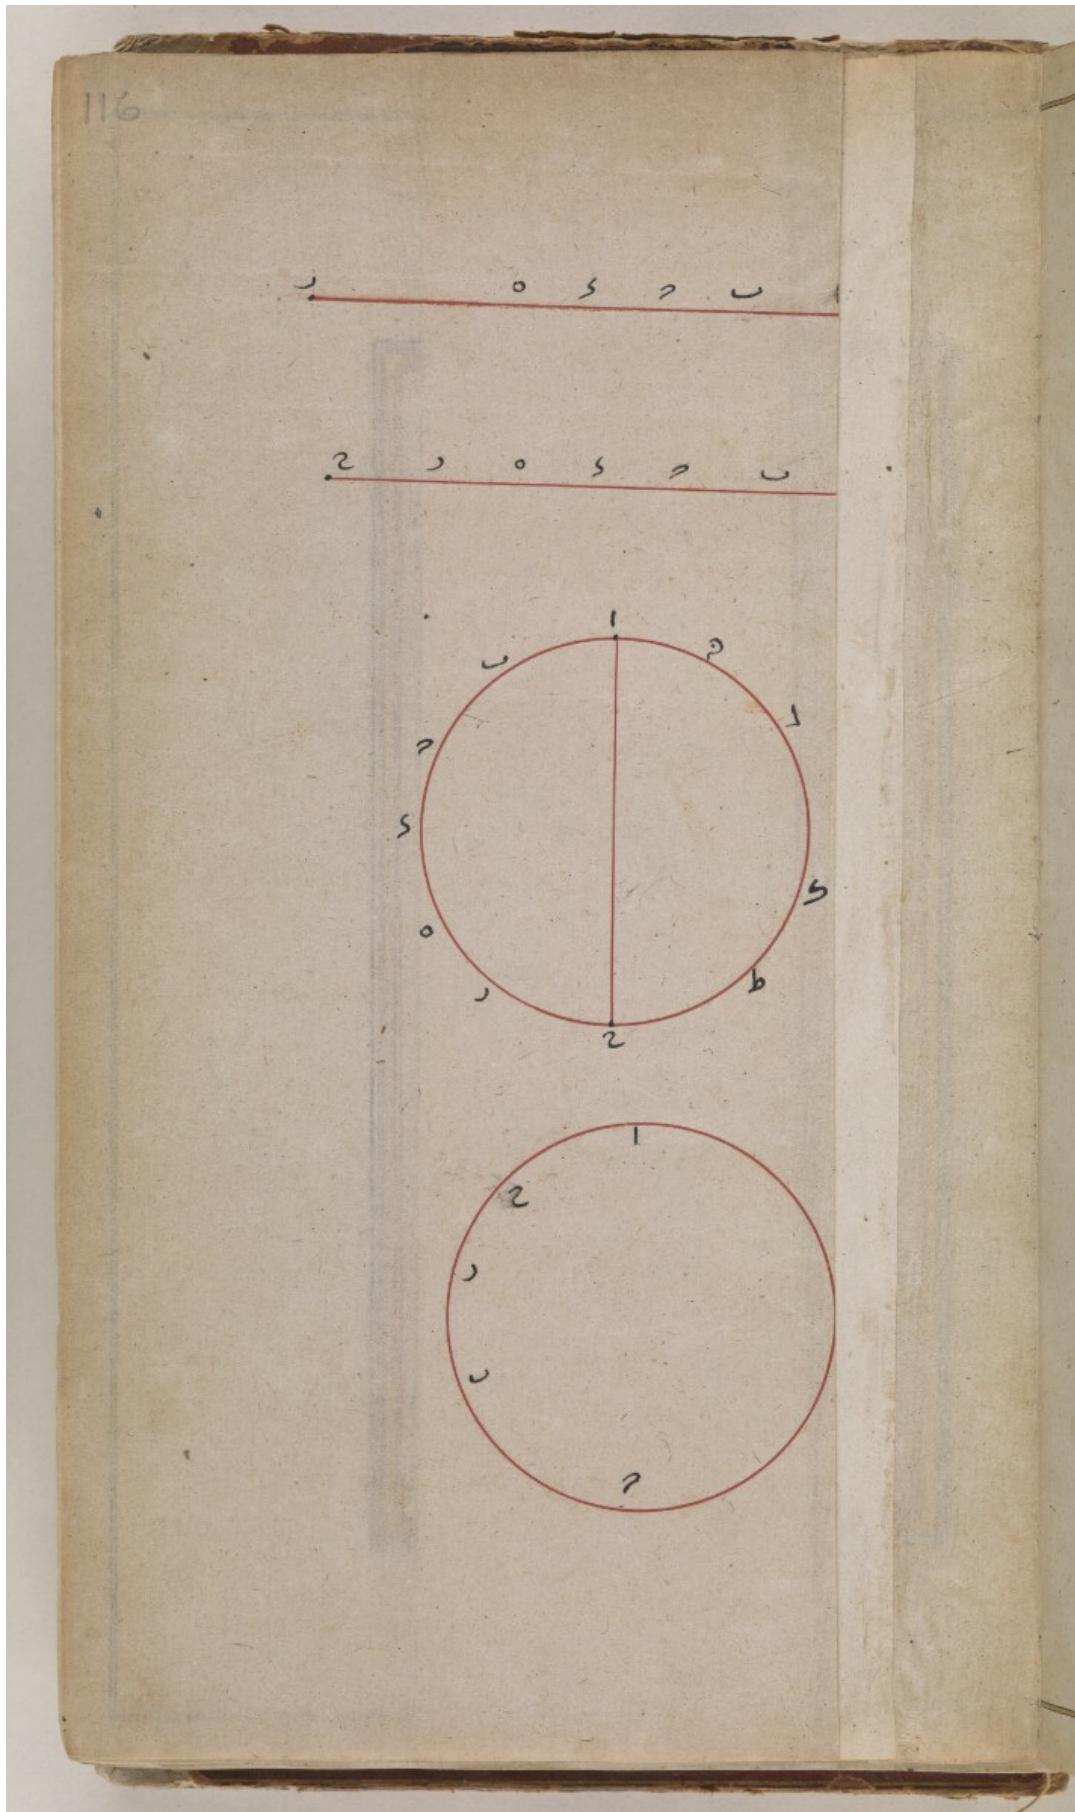 116
ا ب ج د ه ز
ب ج د ه ز ح
ا
ب
ج
د
ه
ز
ح
ط
ى
ا
ح
ز
ب
ج